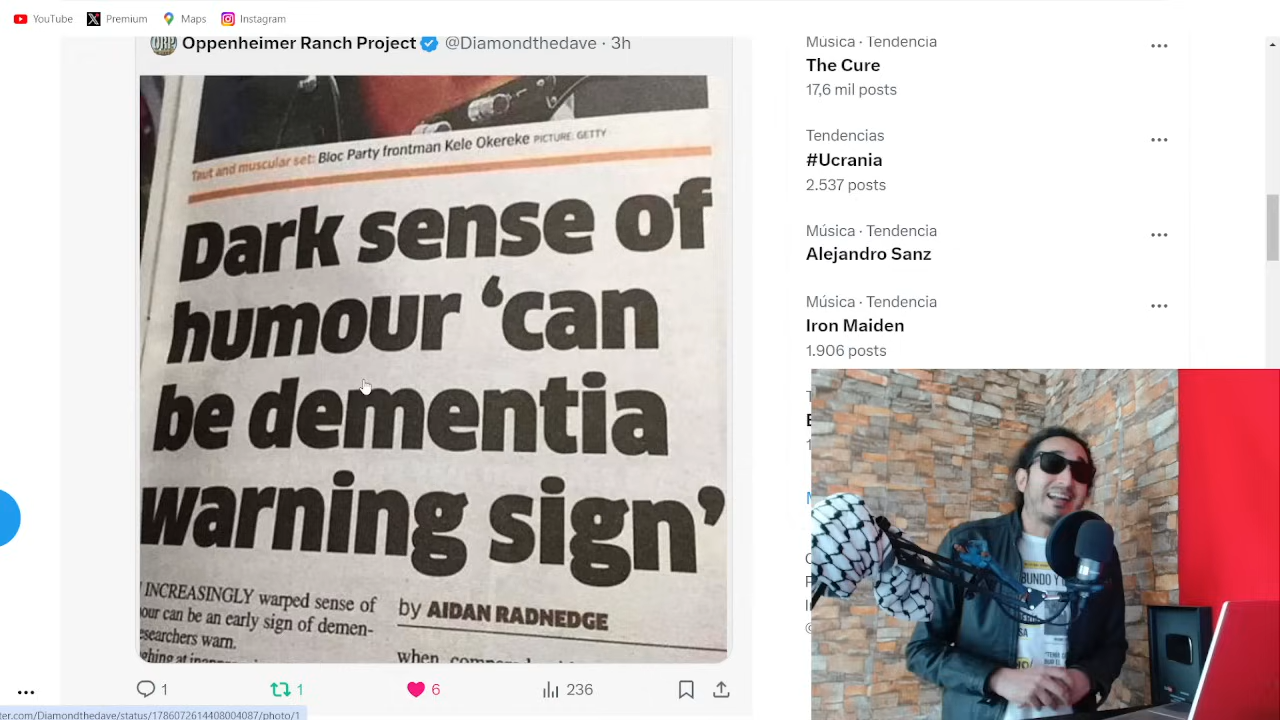 YouTube
Premium
Maps
Instagram
Oppenheimer Ranch Project @Diamondthedave · 3h
Taut and muscular set: Bloc Party frontman Kele Okereke PICTURE: GETTY
Dark sense of
humour ‘can
be dementia
warning sign’
INCREASINGLY warped sense of
our can be an early sign of demen-
searchers warn.
by AIDAN RADNEDGE
when
1
1
6
236
ter.com/Diamondthedave/status/1786072614408004087/photo/1
Música · Tendencia
The Cure
17,6 mil posts
Tendencias
#Ucrania
2.537 posts
Música · Tendencia
Alejandro Sanz
Música · Tendencia
Iron Maiden
1.906 posts